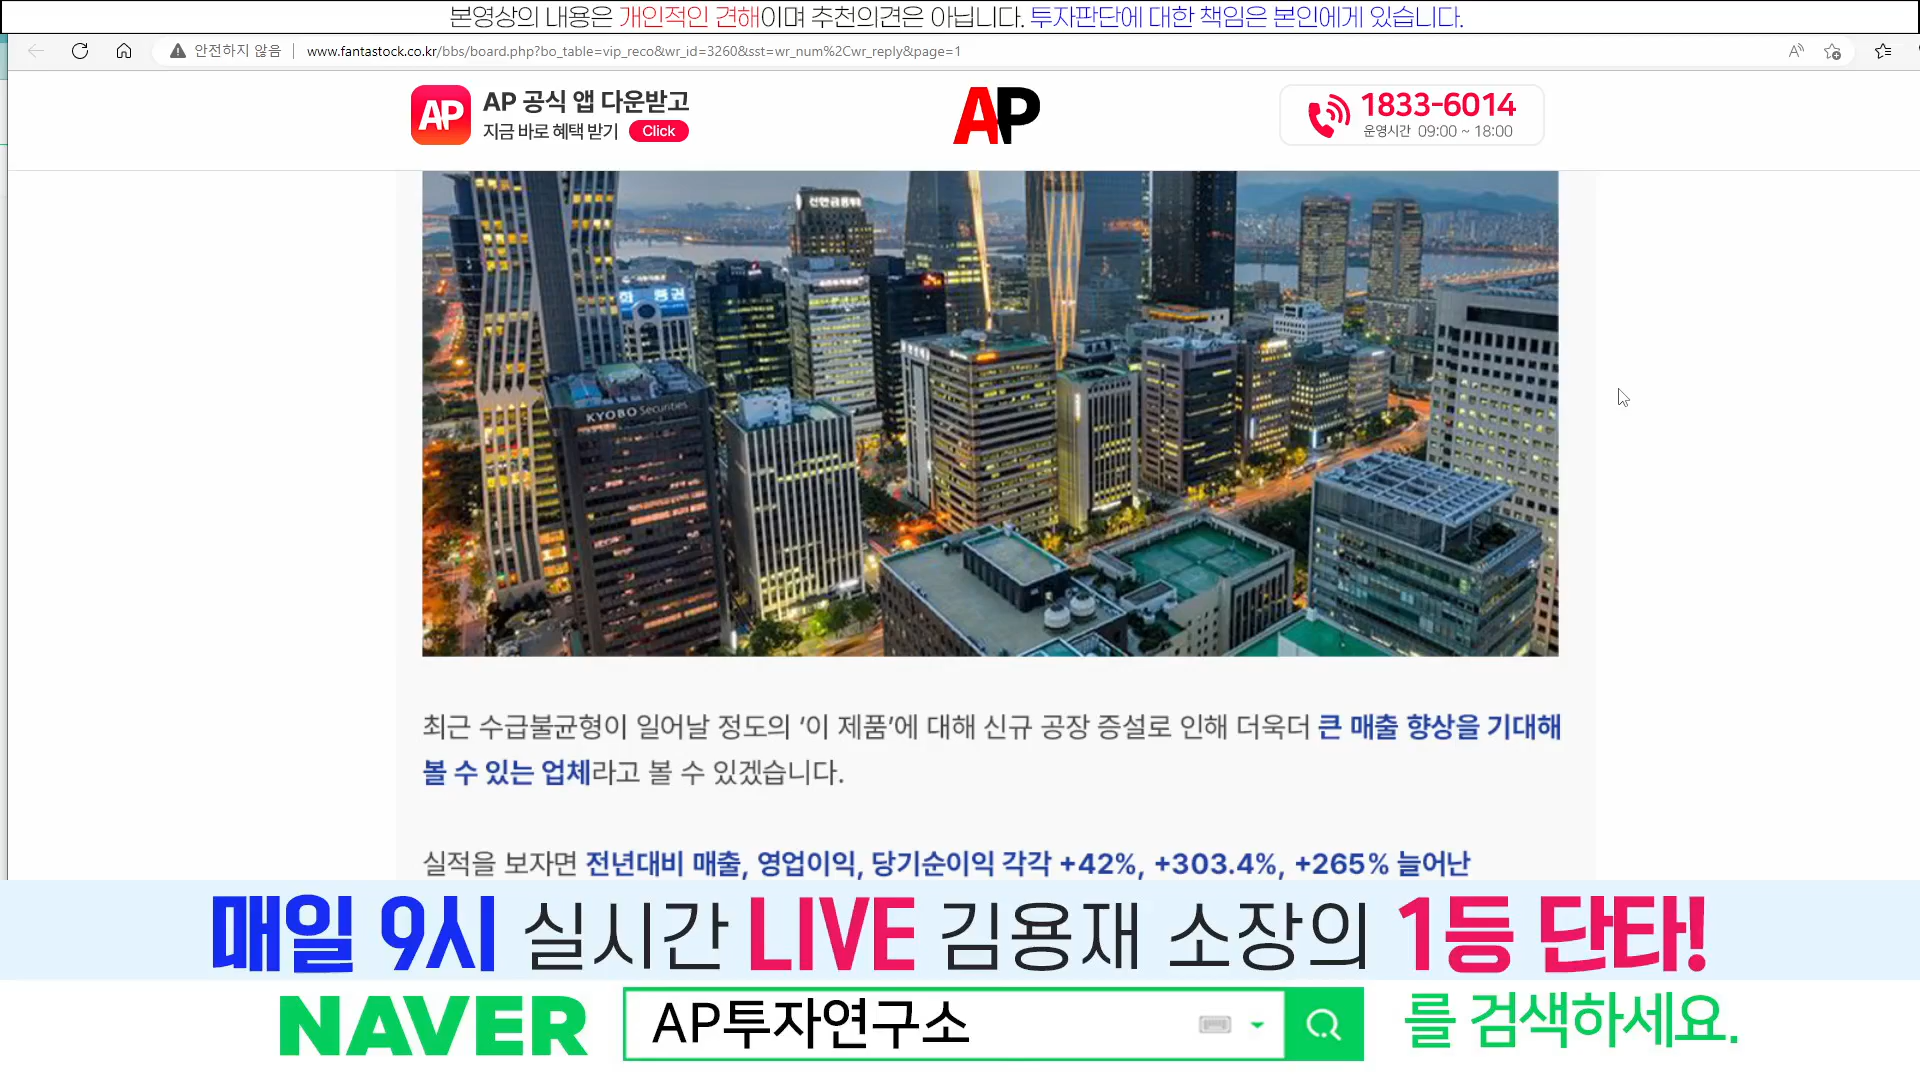 본영상의 내용은 개인적인 견해이며 추천의견은 아닙니다. 투자판단에 대한 책임은 본인에게 있습니다.
안전하지 않음 | www.fantastock.co.kr/bbs/board.php?bo_table=vip_reco&wr_id=3260&sst=wr_num%2Cwr_reply&page=1
AP
AP 공식 앱 다운받고
지금 바로 혜택 받기 Click
AP
1833-6014
운영시간 09:00 ~ 18:00
신한금융투자
KYOBO Securities
최근 수급불균형이 일어날 정도의 ‘이 제품’에 대해 신규 공장 증설로 인해 더욱더 큰 매출 향상을 기대해
볼 수 있는 업체라고 볼 수 있겠습니다.
실적을 보자면 전년대비 매출, 영업이익, 당기순이익 각각 +42%, +303.4%, +265% 늘어난
매일 9시 실시간 LIVE 김용재 소장의 1등 단타!
NAVER AP투자연구소 를 검색하세요.